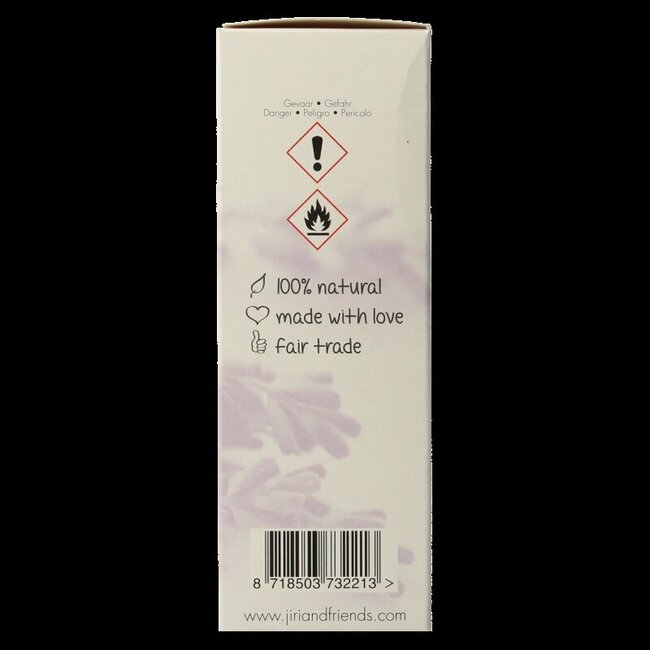 Gevaar • Gefahr
Danger • Peligro • Pericolo
100% natural
made with love
fair trade
8 718503 732213 >
www.jiriandfriends.com